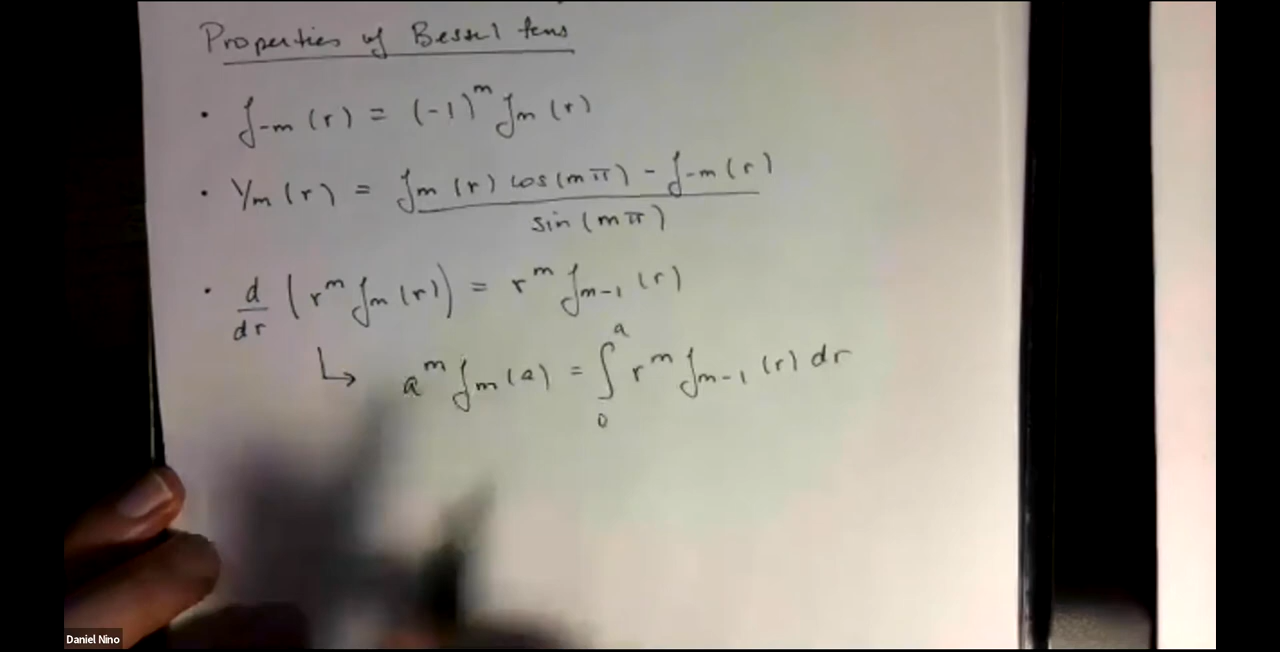 Properties of Bessel fcns
• J-m (r) = (-1)^m Jm (r)
• Ym (r) = Jm (r) cos(mπ) - J-m (r)
sin (mπ)
• d/dr (r^m Jm (r)) = r^m Jm-1 (r)
↳ a^m Jm (a) = ∫_0^a r^m Jm-1 (r) dr
Daniel Nino